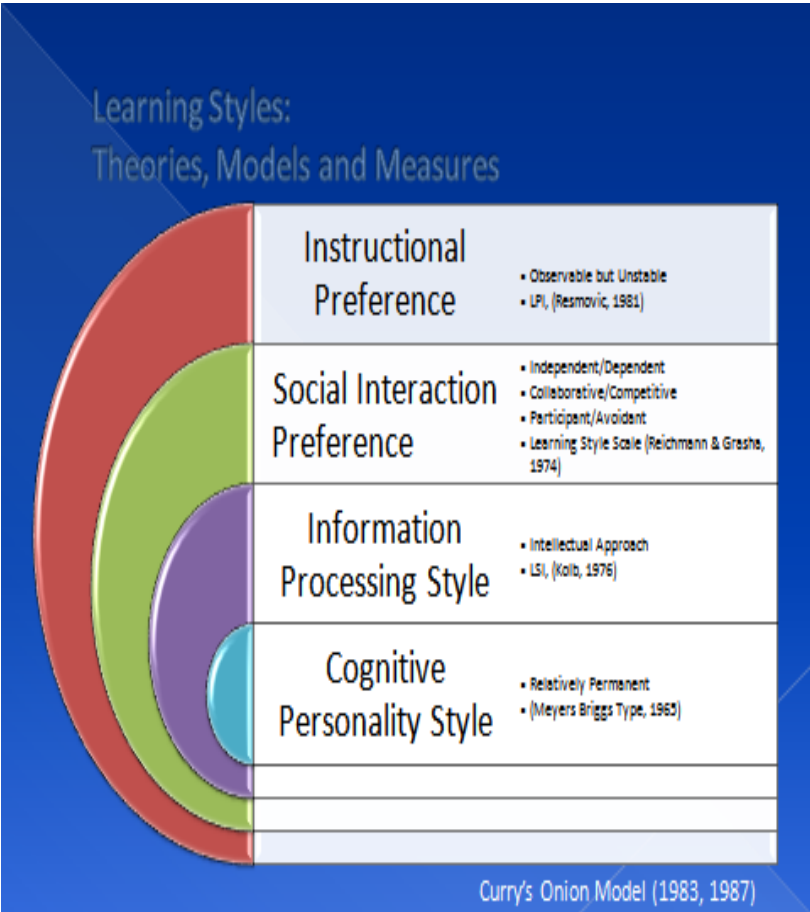 Learning Styles:
Theories, Models and Measures
Instructional
Preference
▪ Observable but Unstable
▪ LPI, (Resmovic, 1981)
Social Interaction
Preference
▪ Independent/Dependent
▪ Collaborative/Competitive
▪ Participant/Avoidant
▪ Learning Style Scale (Reichmann & Grasha,
1974)
Information
Processing Style
▪ Intellectual Approach
▪ LSI, (Kolb, 1976)
Cognitive
Personality Style
▪ Relatively Permanent
▪ (Meyers Briggs Type, 1965)
Curry's Onion Model (1983, 1987)